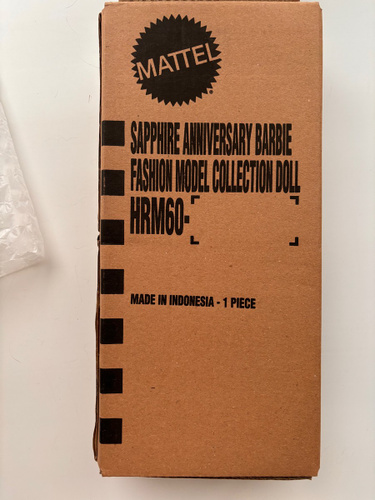 MATTEL
SAPPHIRE ANNIVERSARY BARBIE
FASHION MODEL COLLECTION DOLL
HRM60-
MADE IN INDONESIA - 1 PIECE